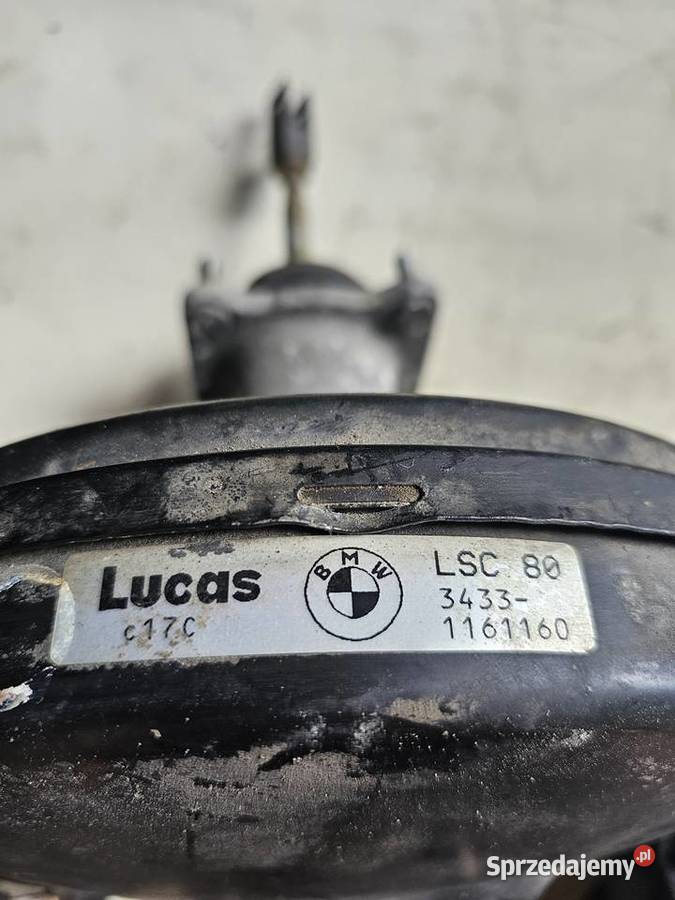 Lucas
c17C
BMW
LSC 80
3433-
1161160
Sprzedajemy.pl